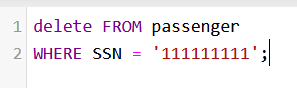 1 delete FROM passenger
2 WHERE SSN = '111111111';